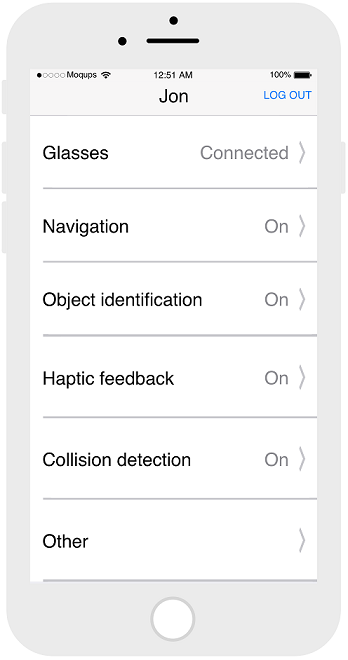 Moqups 12:51 AM 100%
Jon LOG OUT
Glasses Connected
Navigation On
Object identification On
Haptic feedback On
Collision detection On
Other